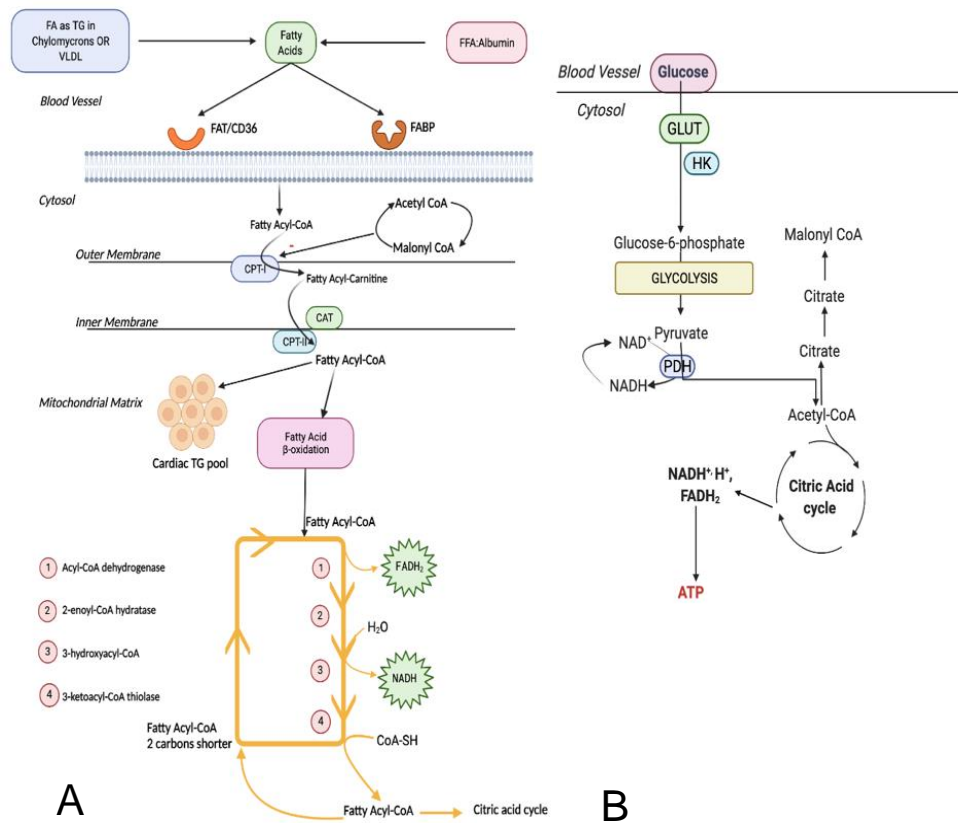 FA as TG in
Chylomycrons OR
VLDL
Fatty
Acids
FFA:Albumin
Blood Vessel
FAT/CD36
FABP
Cytosol
Fatty Acyl-CoA
Acetyl CoA
Malonyl CoA
-
Outer Membrane
CPT-I
Fatty Acyl-Carnitine
Inner Membrane
CAT
CPT-II
Fatty Acyl-CoA
Mitochondrial Matrix
Cardiac TG pool
Fatty Acid
β-oxidation
Fatty Acyl-CoA
1 Acyl-CoA dehydrogenase
2 2-enoyl-CoA hydratase
3 3-hydroxyacyl-CoA
4 3-ketoacyl-CoA thiolase
1
FADH2
2
H2O
3
NADH
4
CoA-SH
Fatty Acyl-CoA
2 carbons shorter
Fatty Acyl-CoA
Citric acid cycle
A
Blood Vessel
Glucose
Cytosol
GLUT
HK
Glucose-6-phosphate
GLYCOLYSIS
Pyruvate
NAD+
PDH
NADH
Malonyl CoA
Citrate
Citrate
Acetyl-CoA
Citric Acid
cycle
NADH+, H+,
FADH2
ATP
B